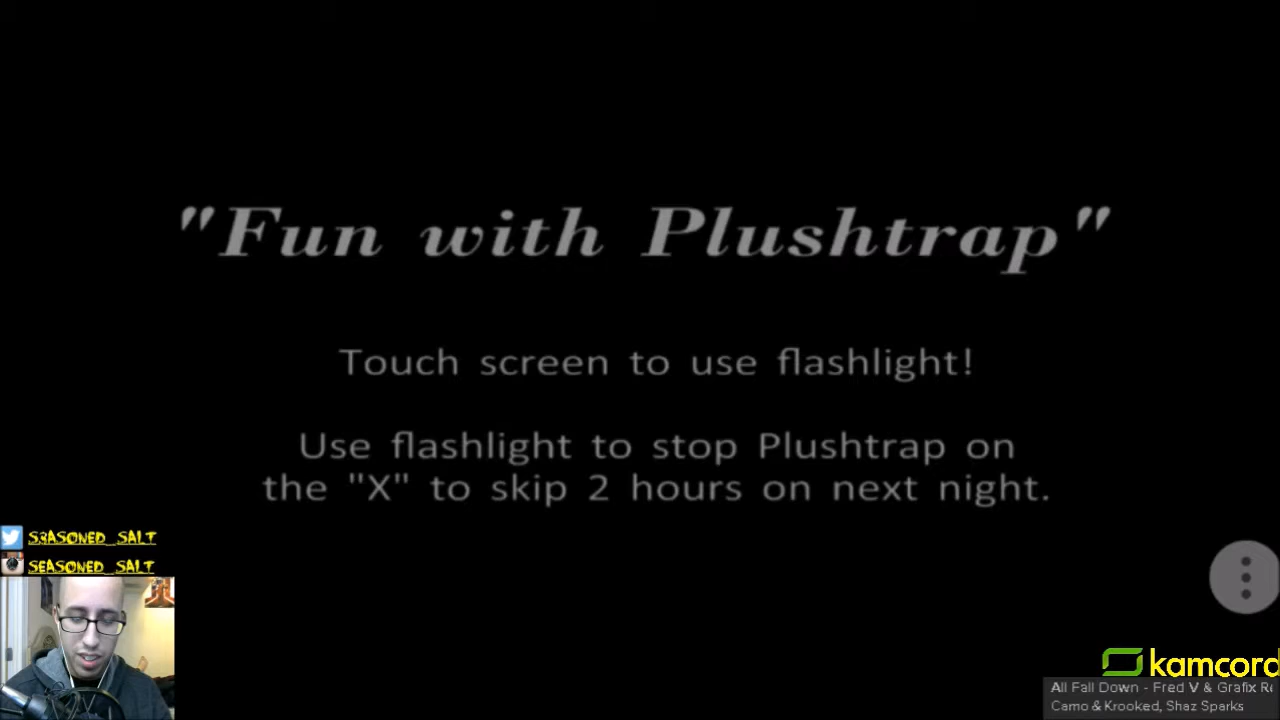 "Fun with Plushtrap"
Touch screen to use flashlight!
Use flashlight to stop Plushtrap on
the "X" to skip 2 hours on next night.
S3ASONED_SALT
SEASONED_SALT
kamcord
All Fall Down - Fred V & Grafix
Camo & Krooked, Shaz Sparks